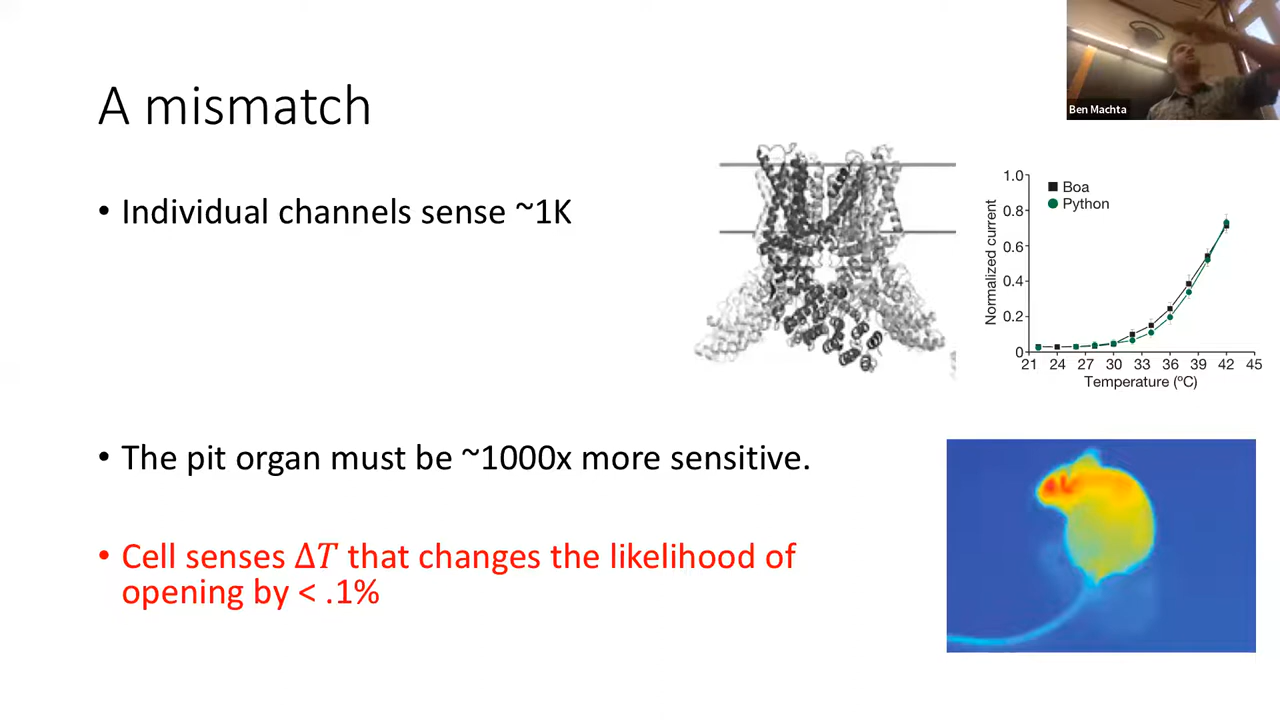 A mismatch
Ben Machta
• Individual channels sense ~1K
Normalized current
1.0
0.8
0.6
0.4
0.2
0
Boa
Python
21 24 27 30 33 36 39 42 45
Temperature (ºC)
• The pit organ must be ~1000x more sensitive.
• Cell senses Δ𝑇 that changes the likelihood of
opening by < .1%